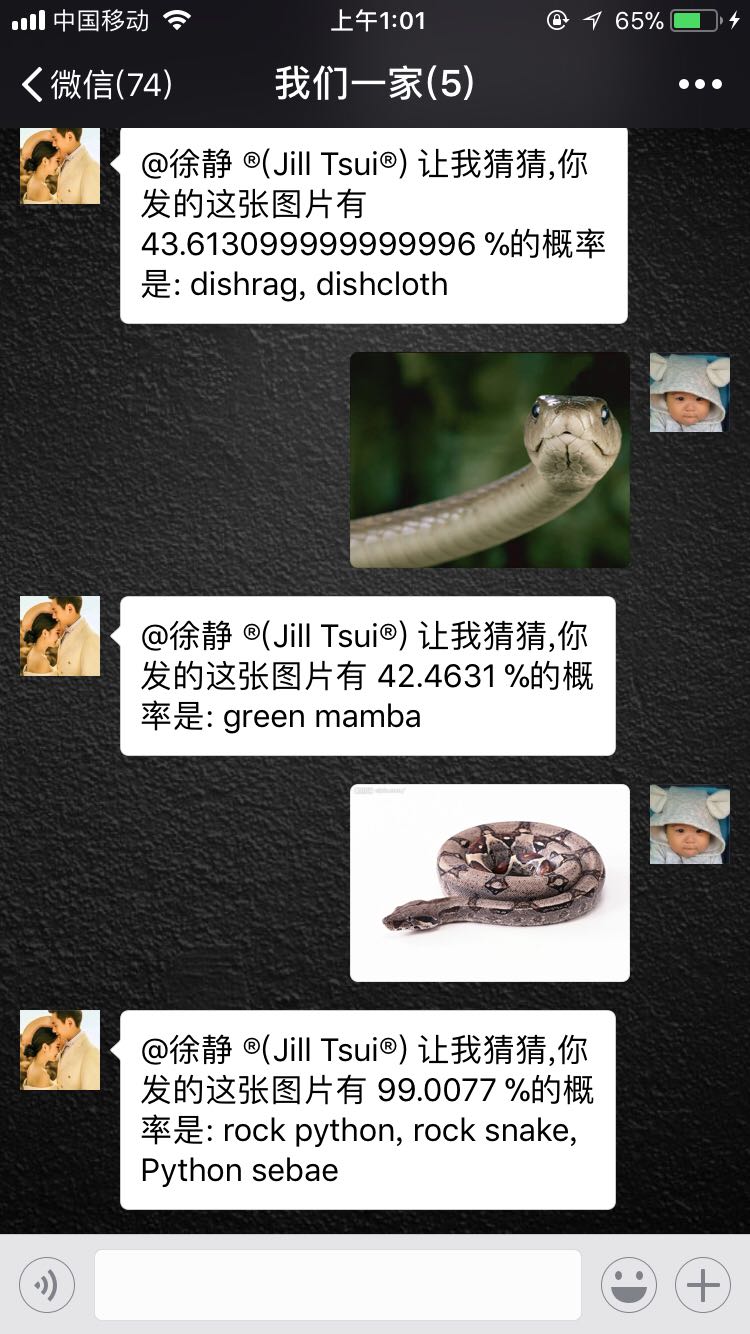 中国移动 上午1:01 65%
微信(74) 我们一家(5)
@徐静 ®(Jill Tsui®) 让我猜猜,你
发的这张图片有
43.613099999999996 %的概率
是: dishrag, dishcloth
@徐静 ®(Jill Tsui®) 让我猜猜,你
发的这张图片有 42.4631 %的概
率是: green mamba
@徐静 ®(Jill Tsui®) 让我猜猜,你
发的这张图片有 99.0077 %的概
率是: rock python, rock snake,
Python sebae